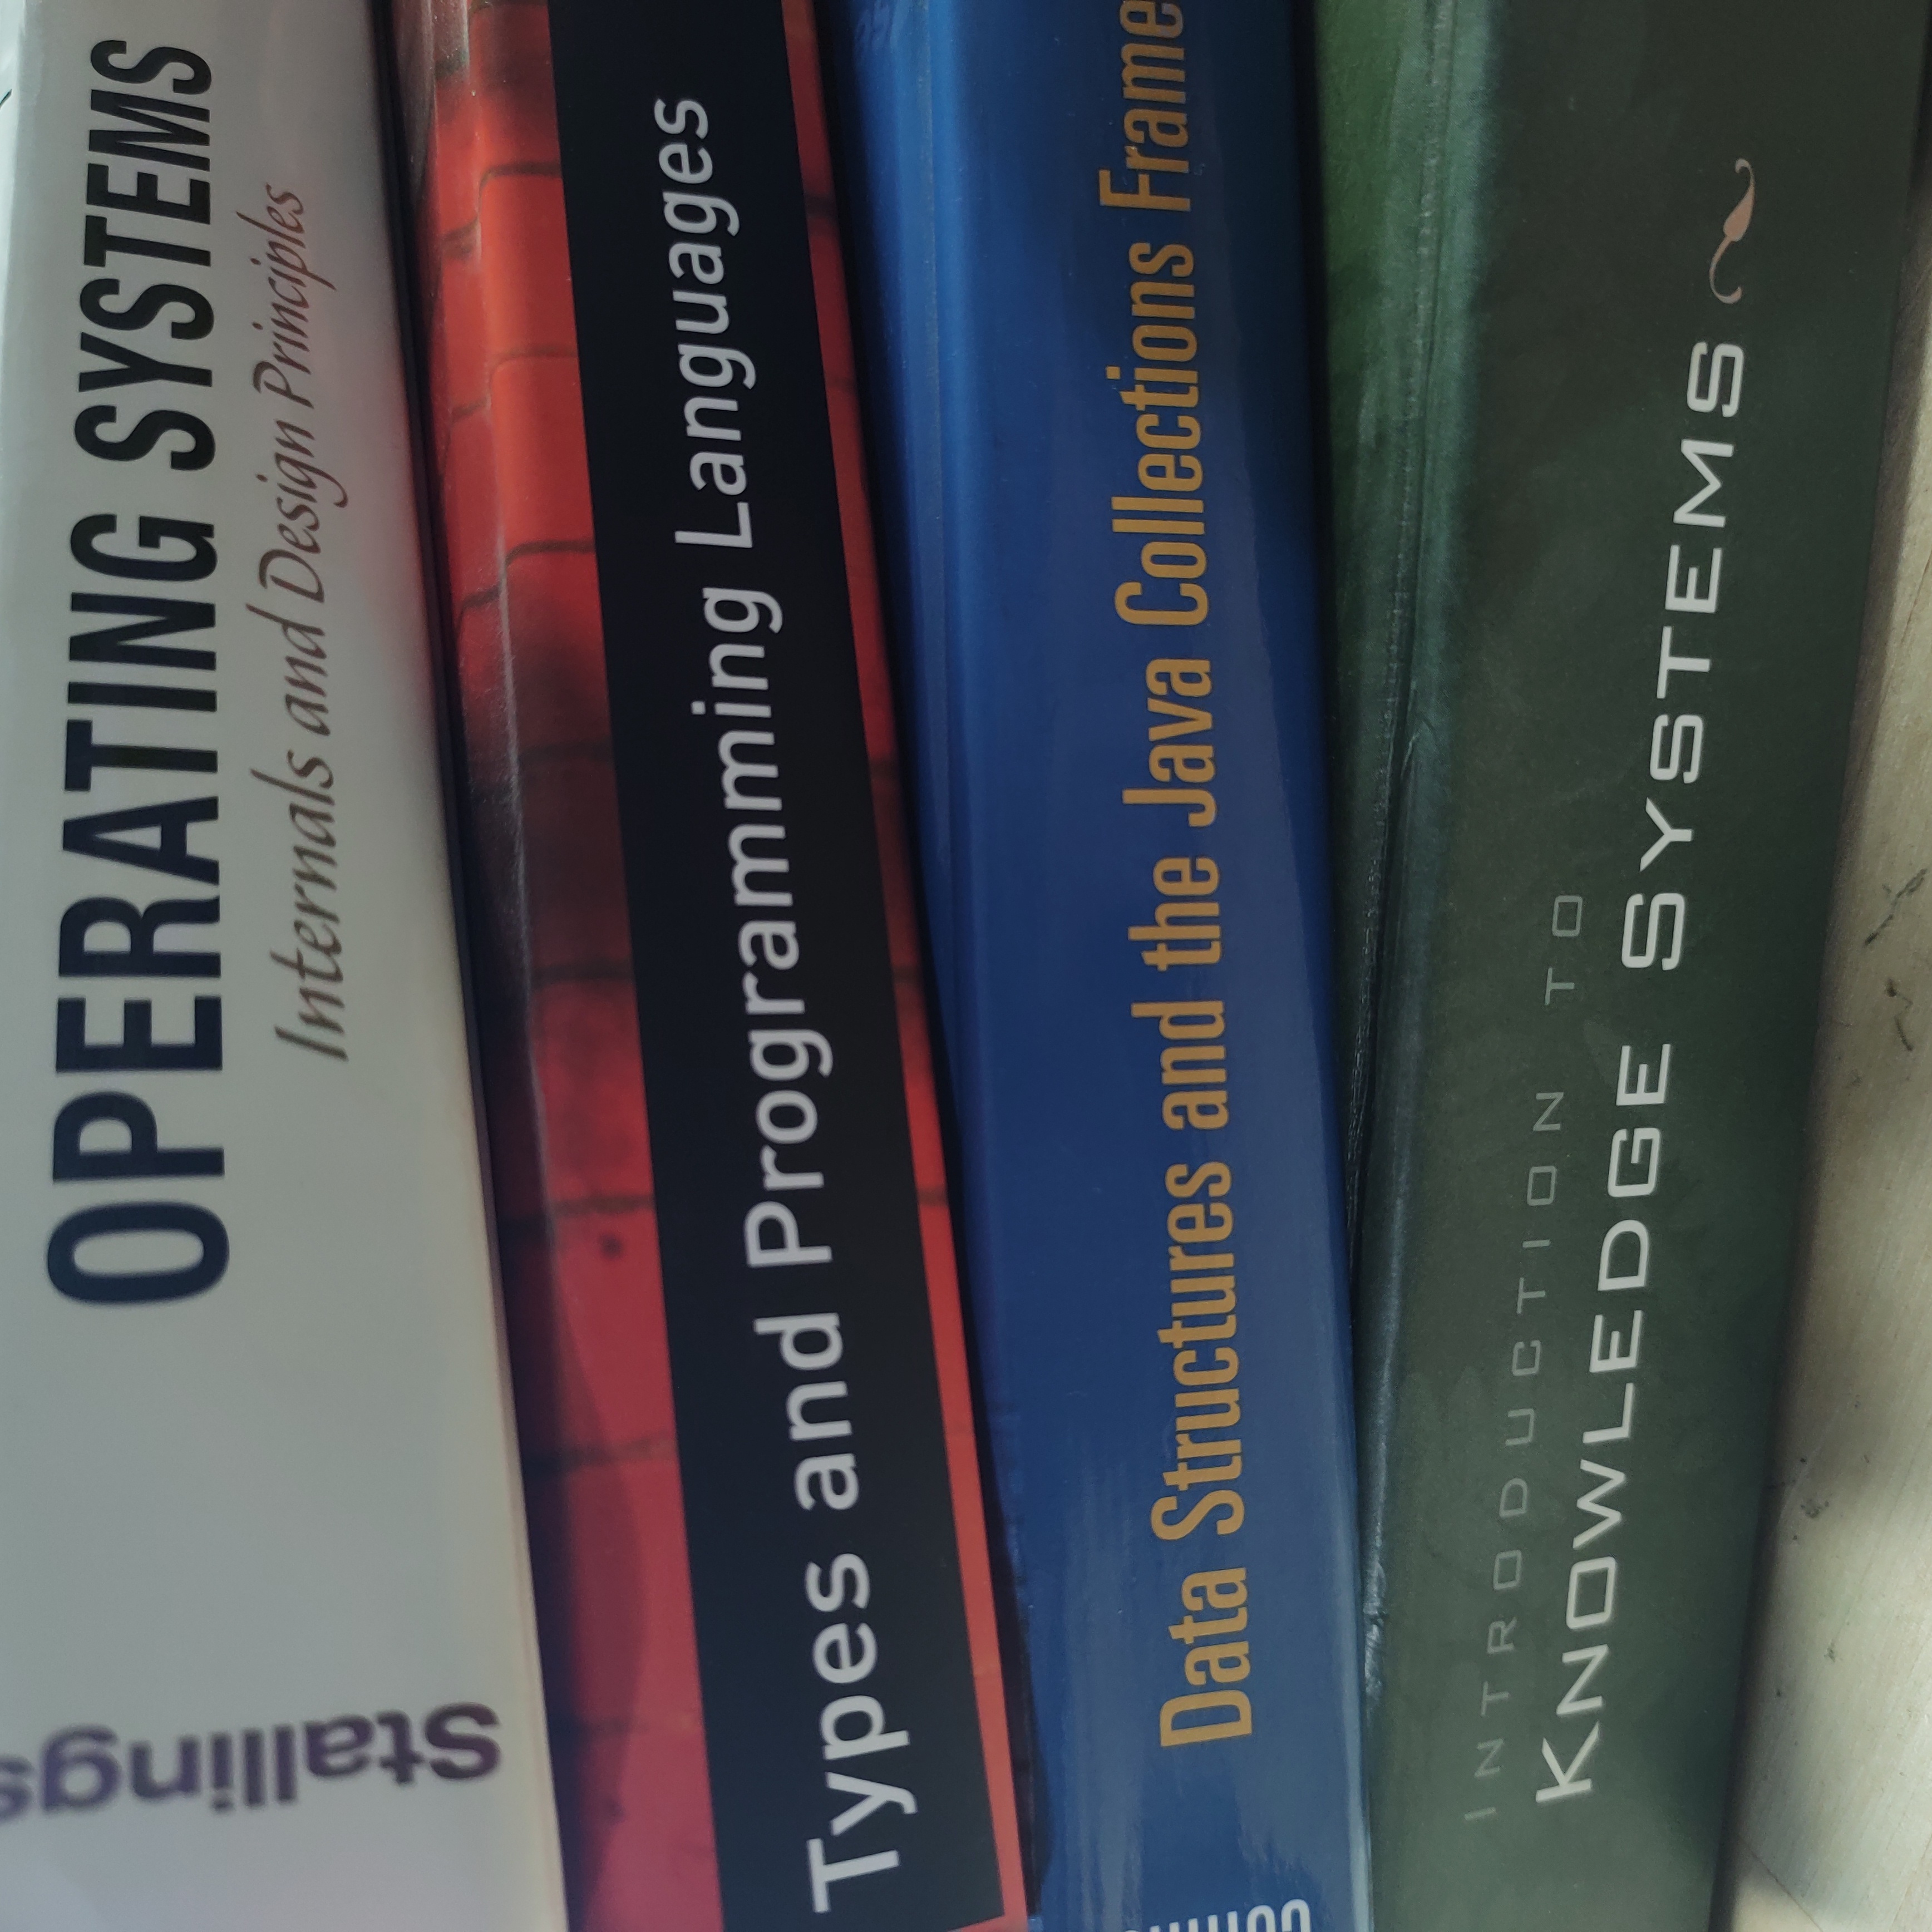 Stallings
OPERATING SYSTEMS
Internals and Design Principles
Types and Programming Languages
Data Structures and the Java Collections Frame
INTRODUCTION TO
KNOWLEDGE SYSTEMS